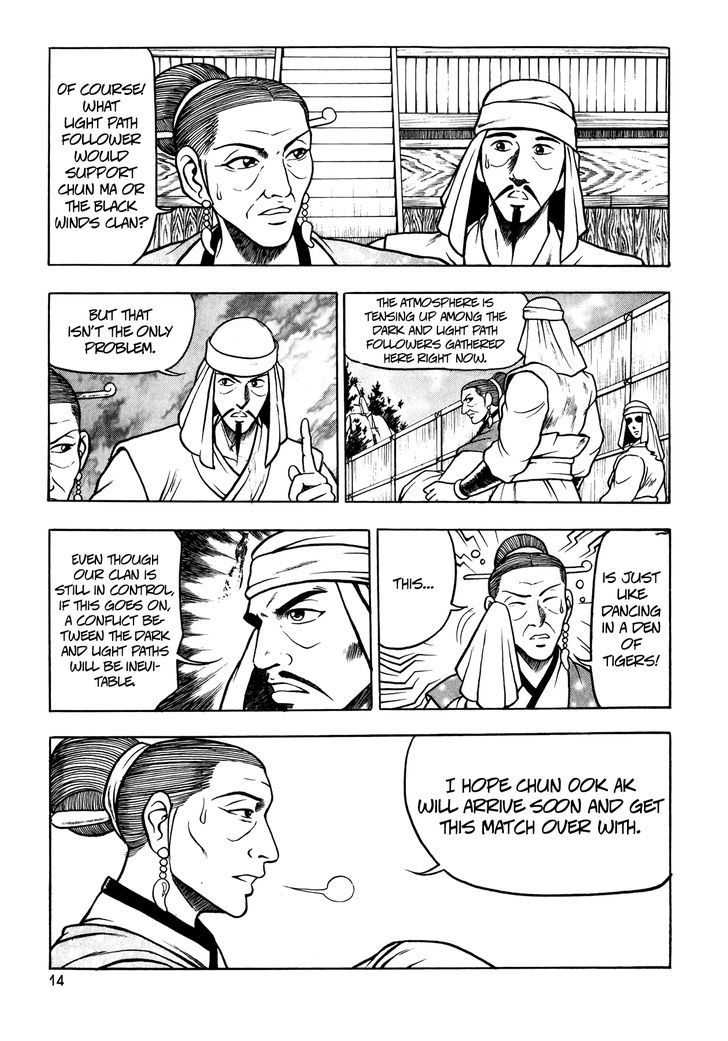 OF COURSE!
WHAT
LIGHT PATH
FOLLOWER
WOULD
SUPPORT
CHUN MA OR
THE BLACK
WINDS CLAN?
BUT THAT
ISN'T THE ONLY
PROBLEM.
THE ATMOSPHERE IS
TENSING UP AMONG THE
DARK AND LIGHT PATH
FOLLOWERS GATHERED
HERE RIGHT NOW.
EVEN THOUGH
OUR CLAN IS
STILL IN CONTROL,
IF THIS GOES ON,
A CONFLICT BE-
TWEEN THE DARK
AND LIGHT PATHS
WILL BE INEVI-
TABLE.
THIS...
IS JUST
LIKE
DANCING
IN A DEN
OF
TIGERS!
I HOPE CHUN OOK AK
WILL ARRIVE SOON AND GET
THIS MATCH OVER WITH.
14